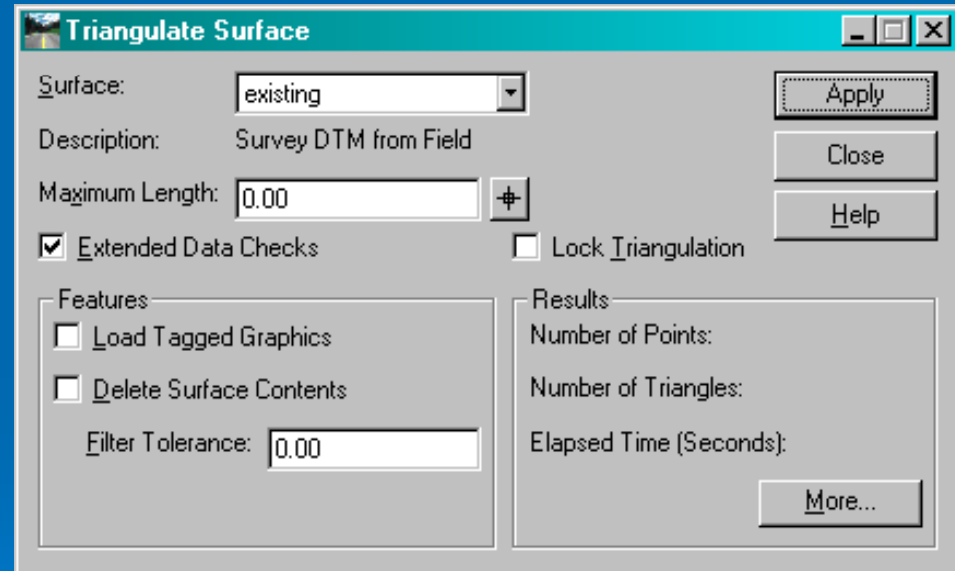 Triangulate Surface
Surface: existing
Apply
Description: Survey DTM from Field
Close
Maximum Length: 0.00
Help
Extended Data Checks
Lock Triangulation
Features
Load Tagged Graphics
Delete Surface Contents
Filter Tolerance: 0.00
Results
Number of Points:
Number of Triangles:
Elapsed Time (Seconds):
More...